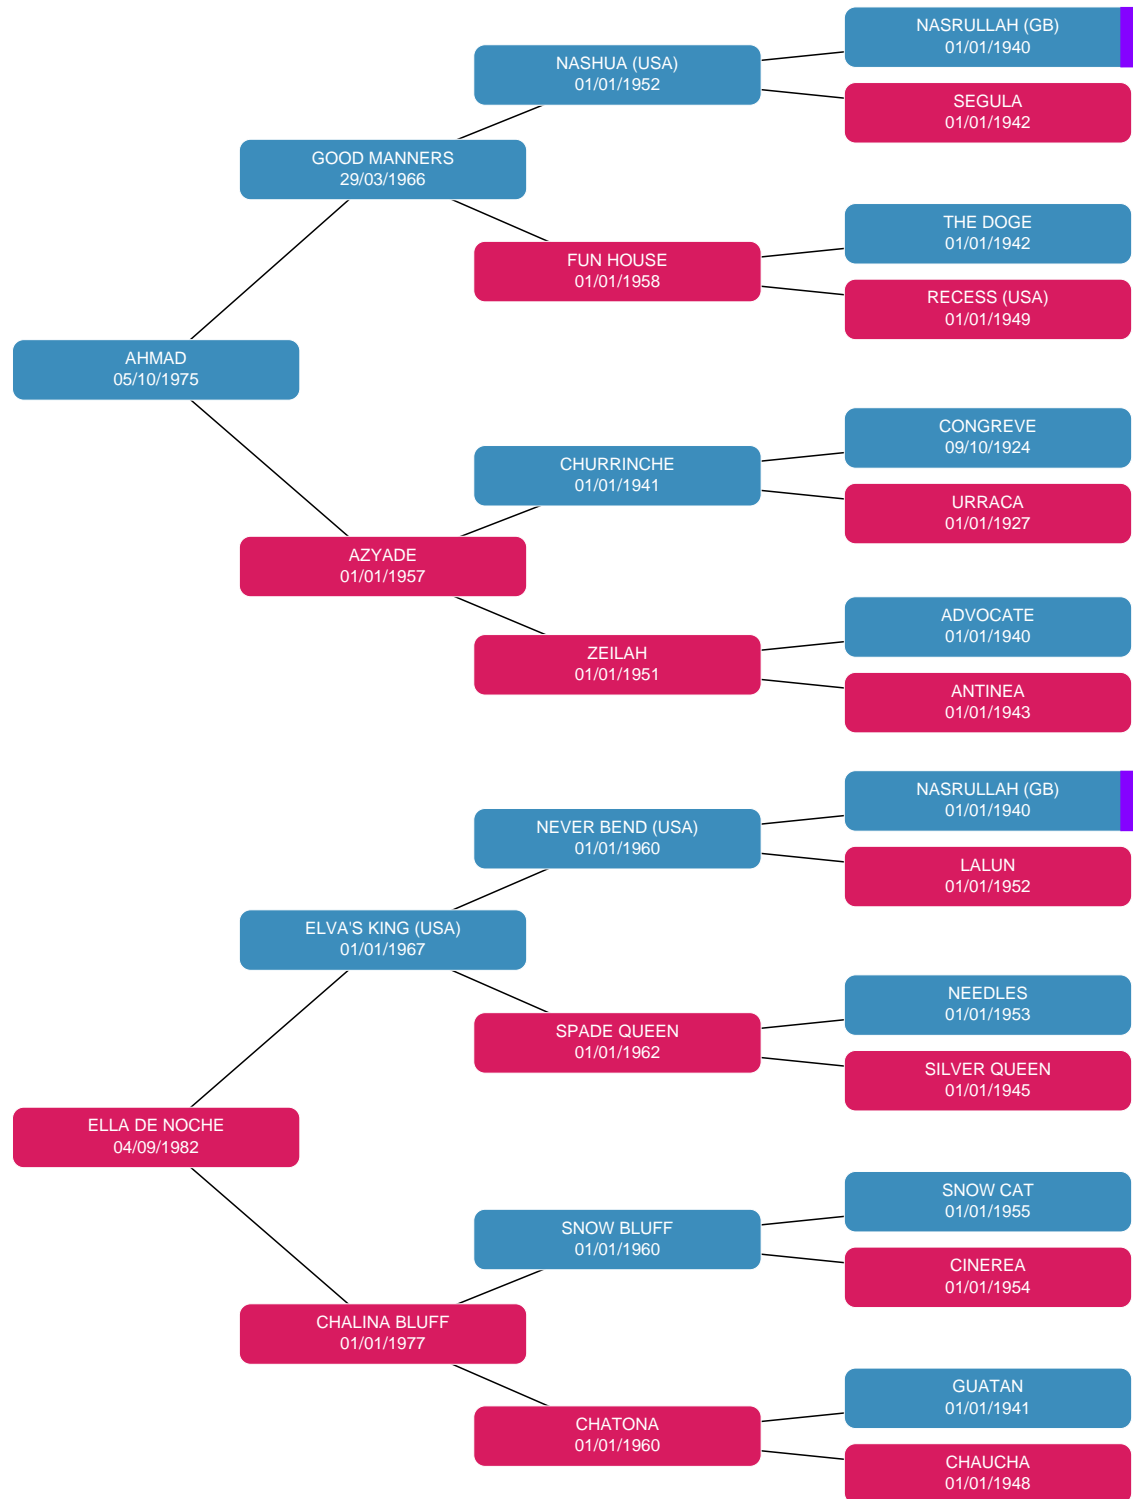 NASRULLAH (GB)
01/01/1940
NASHUA (USA)
01/01/1952
SEGULA
01/01/1942
GOOD MANNERS
29/03/1966
THE DOGE
01/01/1942
FUN HOUSE
01/01/1958
RECESS (USA)
01/01/1949
AHMAD
05/10/1975
CONGREVE
09/10/1924
CHURRINCHE
01/01/1941
URRACA
01/01/1927
AZYADE
01/01/1957
ADVOCATE
01/01/1940
ZEILAH
01/01/1951
ANTINEA
01/01/1943
NASRULLAH (GB)
01/01/1940
NEVER BEND (USA)
01/01/1960
LALUN
01/01/1952
ELVA'S KING (USA)
01/01/1967
NEEDLES
01/01/1953
SPADE QUEEN
01/01/1962
SILVER QUEEN
01/01/1945
ELLA DE NOCHE
04/09/1982
SNOW CAT
01/01/1955
SNOW BLUFF
01/01/1960
CINEREA
01/01/1954
CHALINA BLUFF
01/01/1977
GUATAN
01/01/1941
CHATONA
01/01/1960
CHAUCHA
01/01/1948